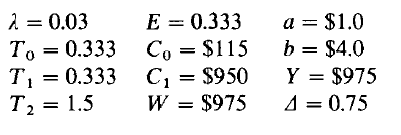 λ = 0.03 E = 0.333 a = $1.0
T₀ = 0.333 C₀ = $115 b = $4.0
T₁ = 0.333 C₁ = $950 Y = $975
T₂ = 1.5 W = $975 Δ = 0.75